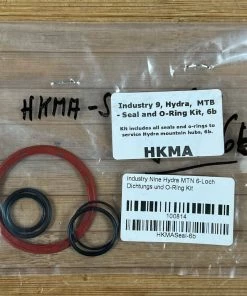 HKMA-S
6b
Industry 9, Hydra, MTB
- Seal and O-Ring Kit, 6b
Kit includes all seals and o-rings to
service Hydra mountain hubs, 6b.
HKMA
Industry Nine Hydra MTN 6-Loch
Dichtungs und O-Ring Kit
100814
HKMASeal-6b